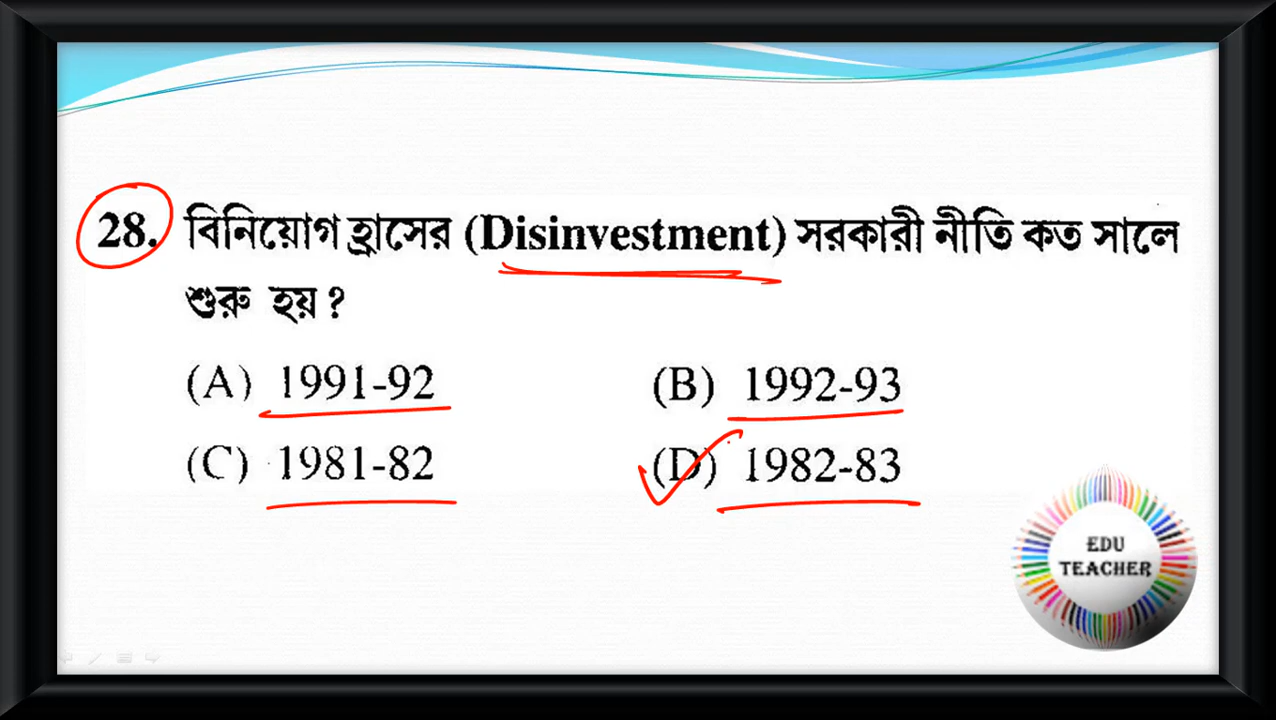 28. বিনিয়োগ হ্রাসের (Disinvestment) সরকারী নীতি কত সালে
শুরু হয় ?
(A) 1991-92 (B) 1992-93
(C) 1981-82 (D) 1982-83
EDU
TEACHER